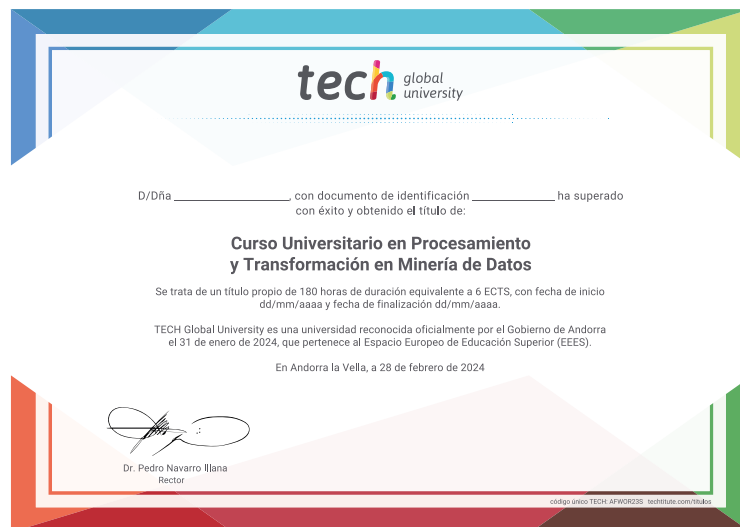 tech global university
D/Dña ______________, con documento de identificación ______________ ha superado
con éxito y obtenido el título de:
Curso Universitario en Procesamiento
y Transformación en Minería de Datos
Se trata de un título propio de 180 horas de duración equivalente a 6 ECTS, con fecha de inicio
dd/mm/aaaa y fecha de finalización dd/mm/aaaa.
TECH Global University es una universidad reconocida oficialmente por el Gobierno de Andorra
el 31 de enero de 2024, que pertenece al Espacio Europeo de Educación Superior (EEES).
En Andorra la Vella, a 28 de febrero de 2024
Dr. Pedro Navarro Illana
Rector
código único TECH: AFWOR23S techtitute.com/titulos